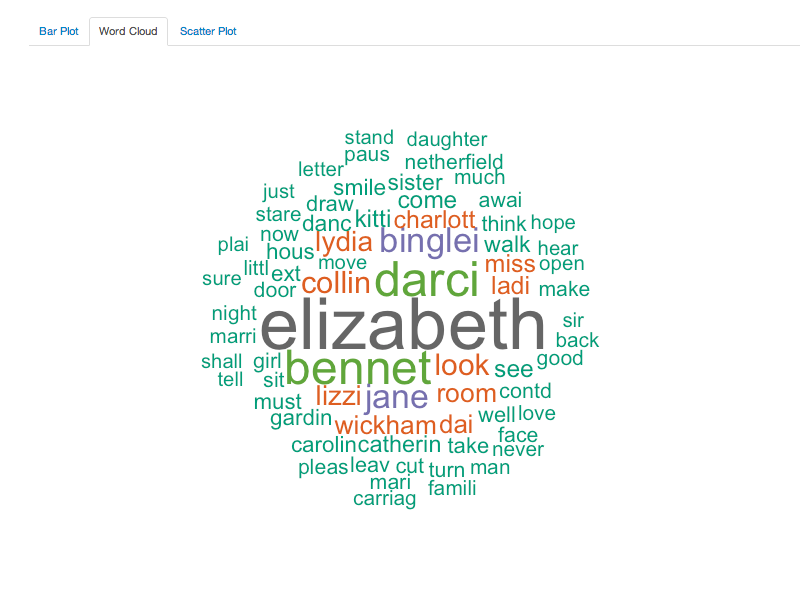 Bar Plot Word Cloud Scatter Plot
stand daughter
paus netherfield
letter sister much
just smile come awai
stare draw kitti charlott think hope
plai now danc lydia binglei walk hear
hous move miss open
sure littl ext collin darci ladi make
door
night elizabeth sir
marri back
shall girl bennet look see good
tell sit
must lizzi jane room contd
gardin wickham dai well love
carolin catherin take face
never
pleas leav cut turn man
mari famili
carriag